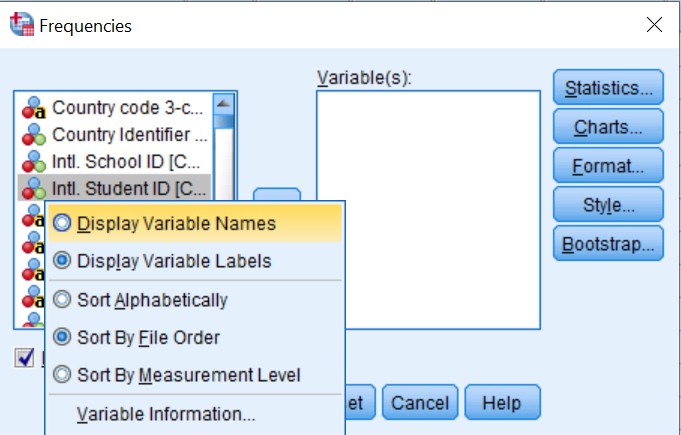 Frequencies
Variable(s):
Country code 3-c...
Country Identifier ...
Intl. School ID [C...
Intl. Student ID [C...
Display Variable Names
Display Variable Labels
Sort Alphabetically
Sort By File Order
Sort By Measurement Level
Variable Information...
Statistics...
Charts...
Format...
Style...
Bootstrap...
Cancel
Help